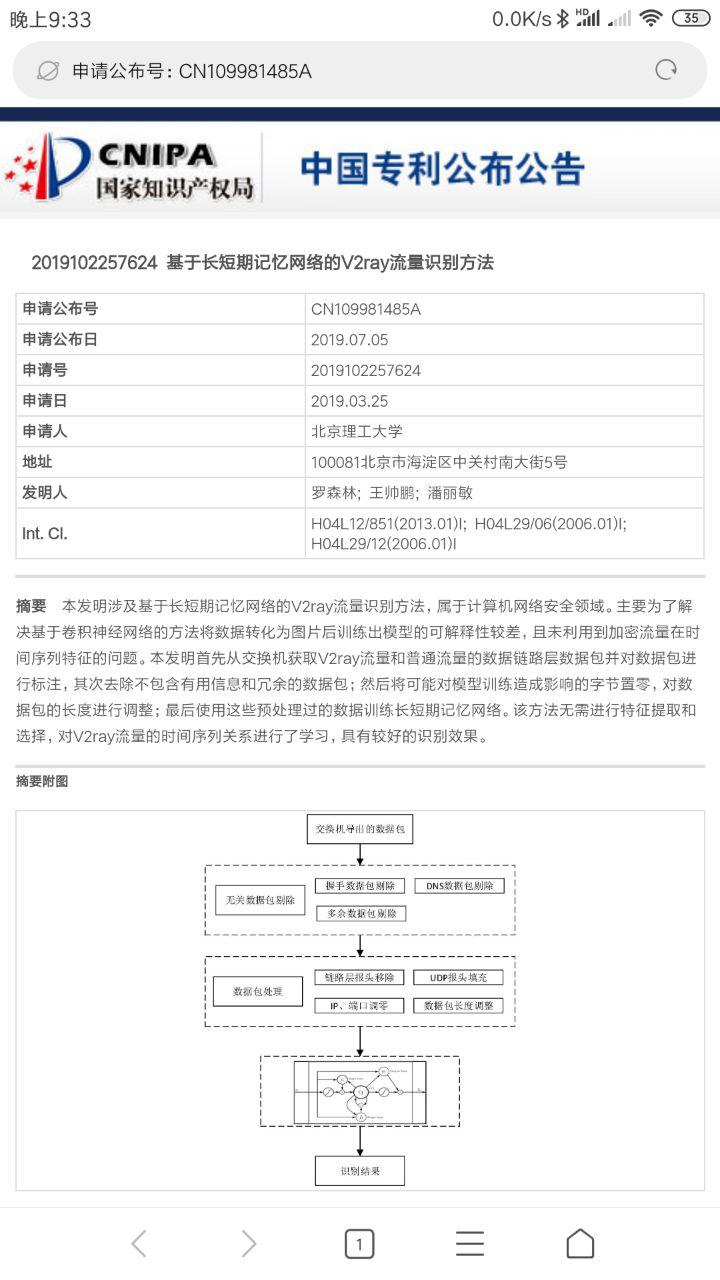 晚上9:33
0.0K/s HD 35
申请公布号：CN109981485A
CNIPA
国家知识产权局
中国专利公布公告
2019102257624 基于长短期记忆网络的V2ray流量识别方法
申请公布号 CN109981485A
申请公布日 2019.07.05
申请号 2019102257624
申请日 2019.03.25
申请人 北京理工大学
地址 100081北京市海淀区中关村南大街5号
发明人 罗森林; 王帅鹏; 潘丽敏
Int. Cl. H04L12/851(2013.01)I; H04L29/06(2006.01)I;
H04L29/12(2006.01)I
摘要 本发明涉及基于长短期记忆网络的V2ray流量识别方法，属于计算机网络安全领域。主要为了解
决基于卷积神经网络的方法将数据转化为图片后训练出模型的可解释性较差，且未利用到加密流量在时
间序列特征的问题。本发明首先从交换机获取V2ray流量和普通流量的数据链路层数据包并对数据包进
行标注，其次去除不包含有用信息和冗余的数据包；然后将可能对模型训练造成影响的字节置零，对数
据包的长度进行调整；最后使用这些预处理过的数据训练长短期记忆网络。该方法无需进行特征提取和
选择，对V2ray流量的时间序列关系进行了学习，具有较好的识别效果。
摘要附图
交换机导出的数据包
无关数据包剔除
握手数据包剔除
DNS数据包剔除
多余数据包剔除
数据包处理
链路层报头移除
UDP报头填充
IP、端口调零
数据包长度调整
识别结果
1